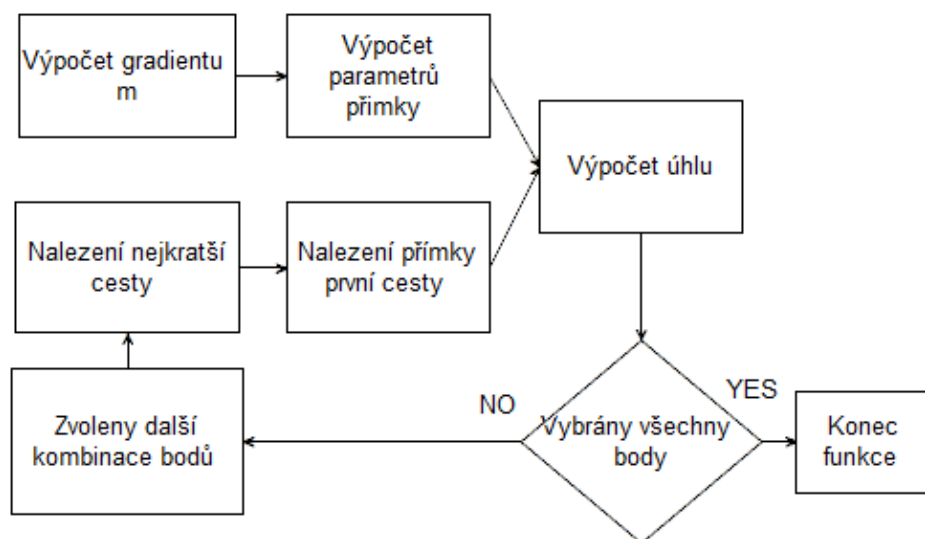 Výpočet gradientu
m
Výpočet
parametrů
přimky
Výpočet úhlu
Nalezení nejkratší
cesty
Nalezení přímky
první cesty
Zvoleny další
kombinace bodů
NO
Vybrány všechny
body
YES
Konec
funkce